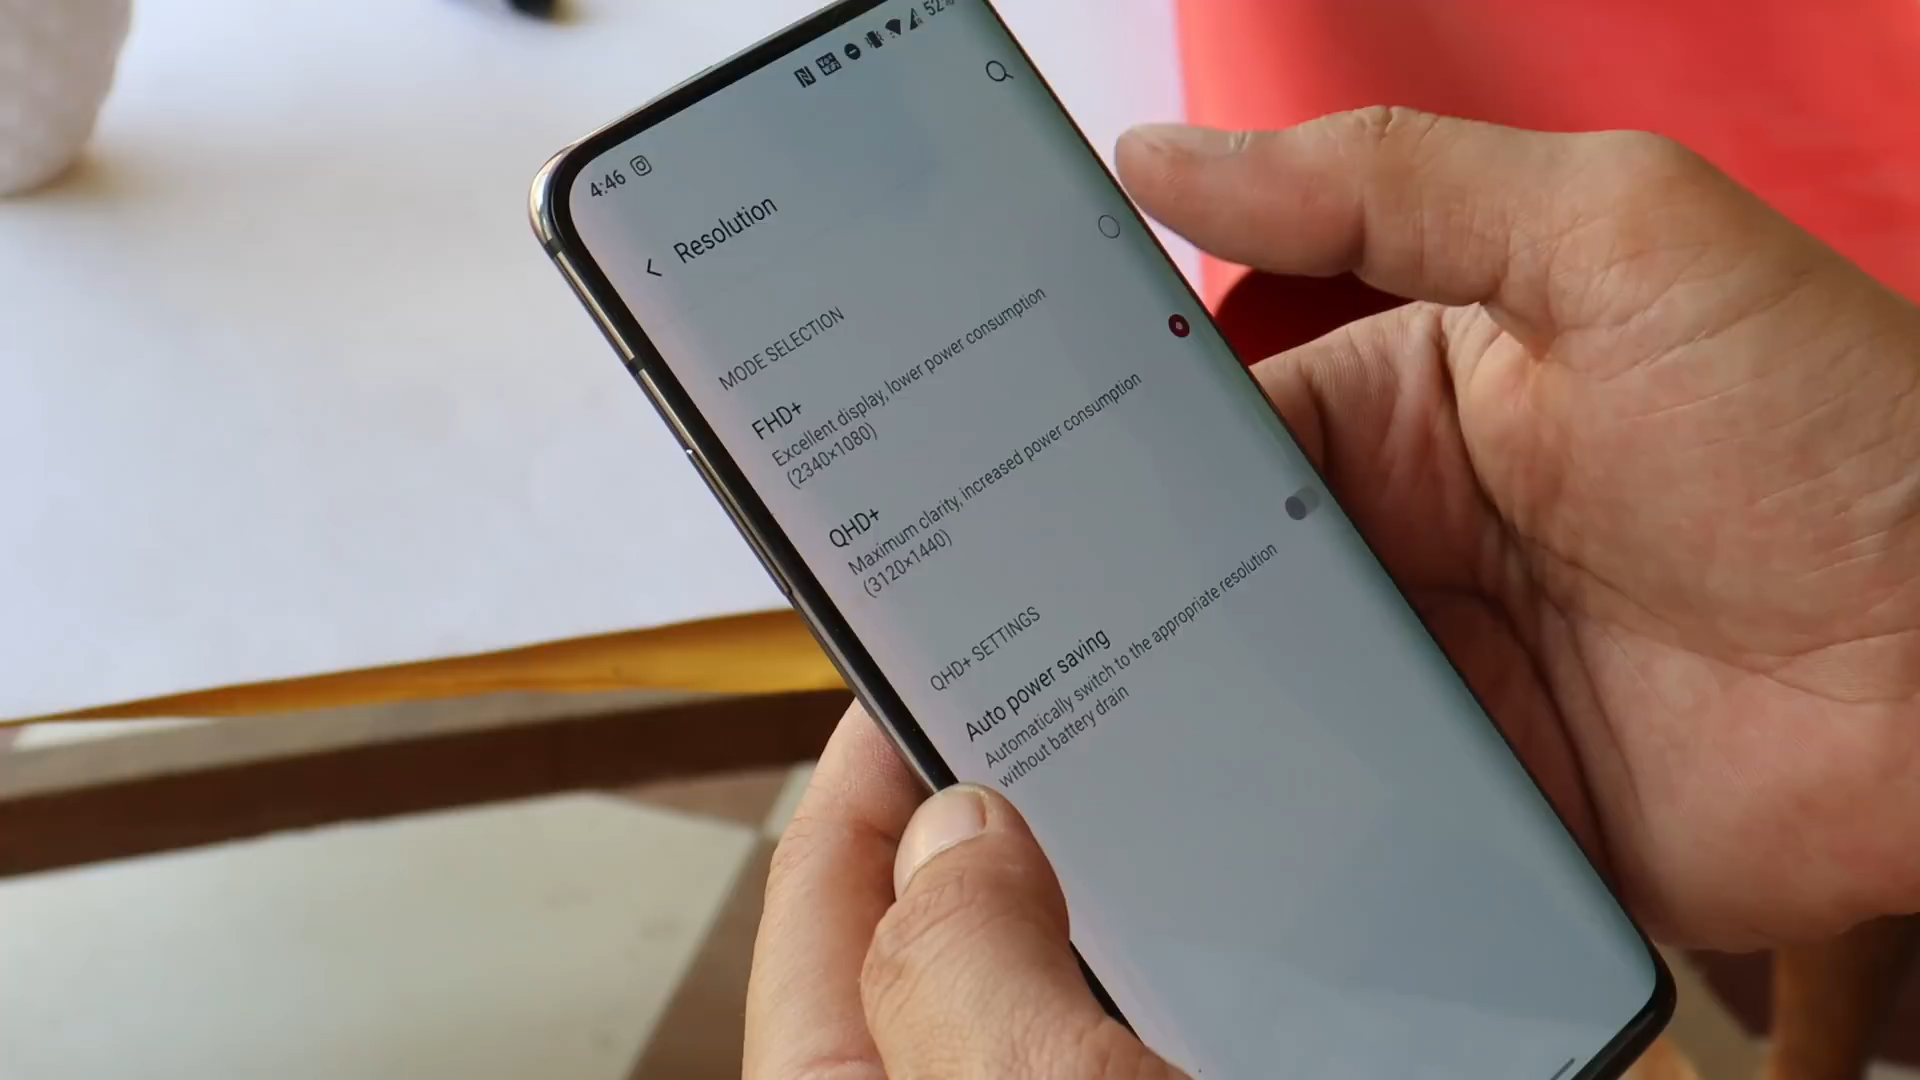 4:46
52%
Resolution
MODE SELECTION
FHD+
Excellent display, lower power consumption
(2340×1080)
QHD+
Maximum clarity, increased power consumption
(3120×1440)
QHD+ SETTINGS
Auto power saving
Automatically switch to the appropriate resolution
without battery drain